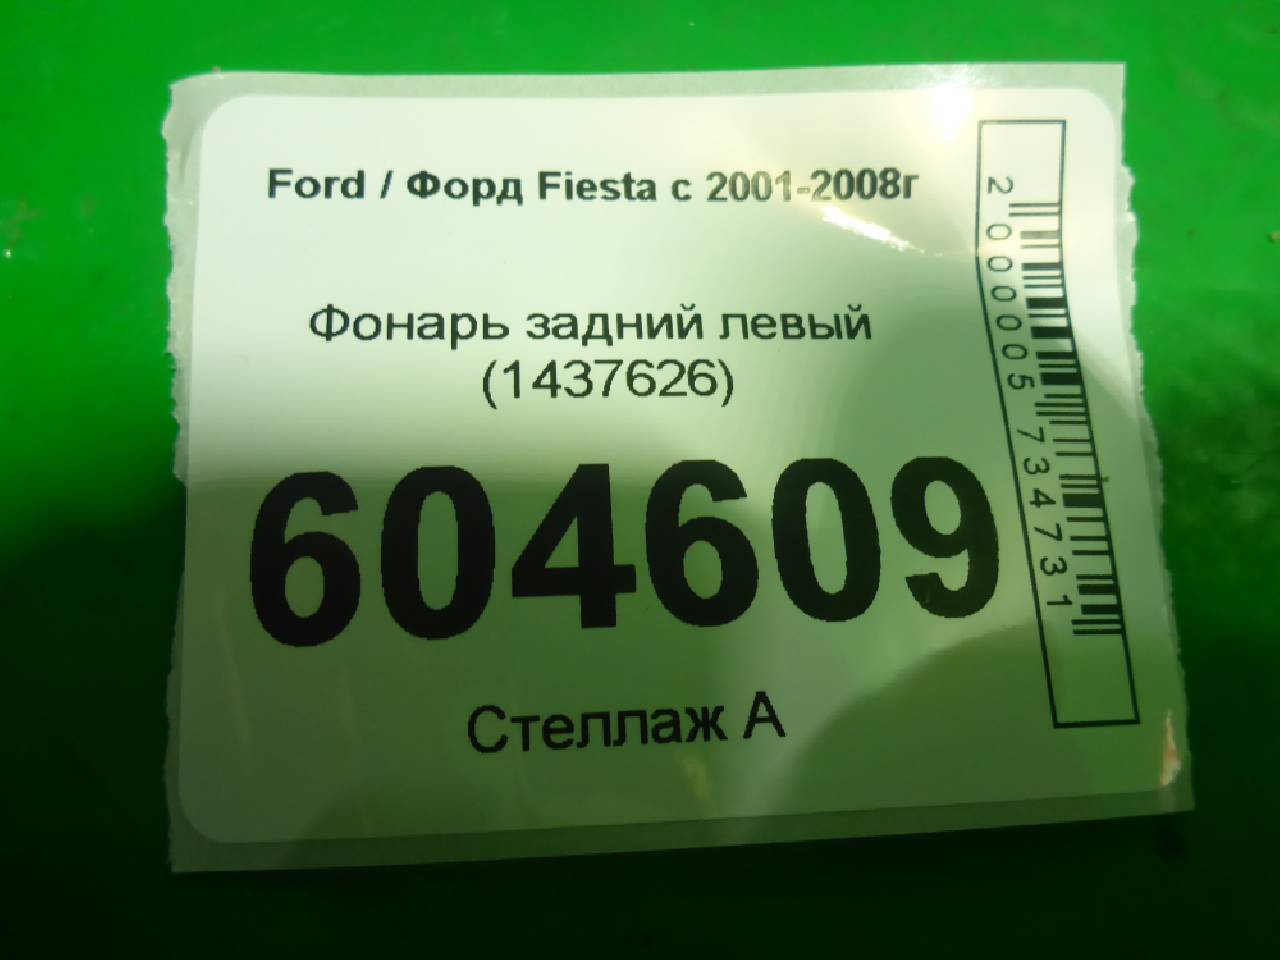 Ford / Форд Fiesta с 2001-2008г
Фонарь задний левый
(1437626)
604609
Стеллаж А
2000005734731